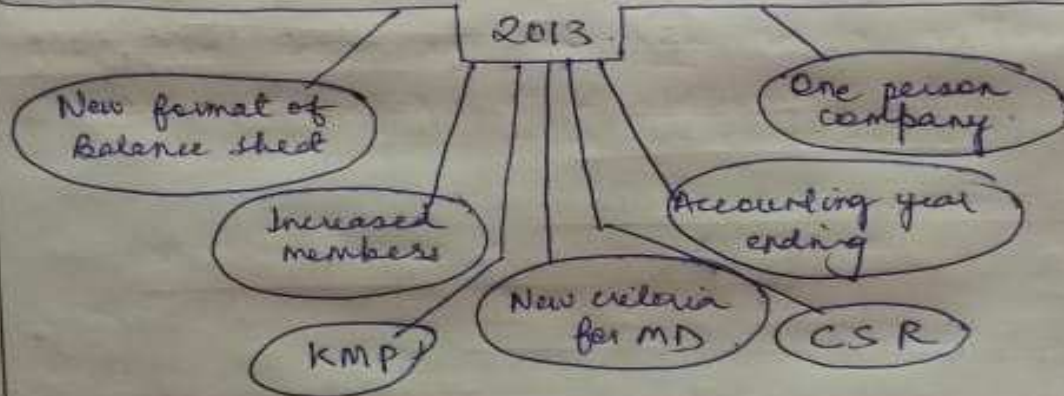 2013
New format of
Balance sheet
One person
company.
Increased
members
Accounting year
ending
KMP
New criteria
for MD
CSR